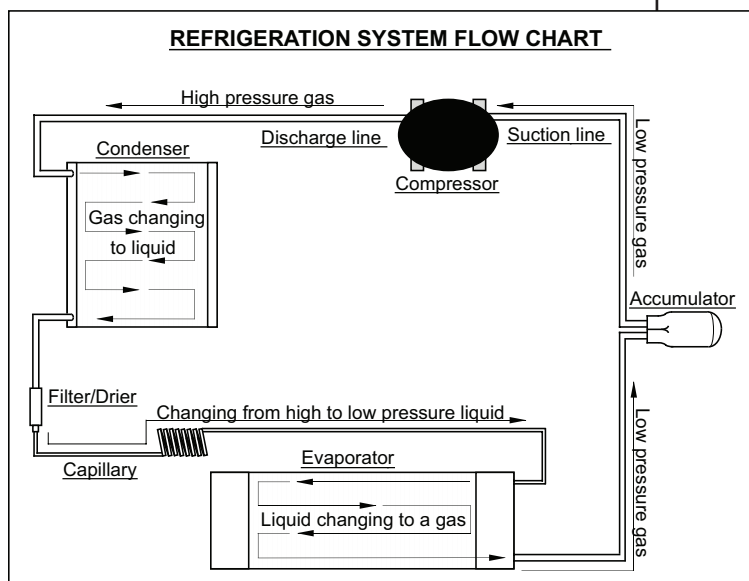 REFRIGERATION SYSTEM FLOW CHART
High pressure gas
Discharge line
Suction line
Compressor
Low pressure gas
Condenser
Gas changing
to liquid
Accumulator
Filter/Drier
Changing from high to low pressure liquid
Capillary
Evaporator
Liquid changing to a gas
Low pressure gas